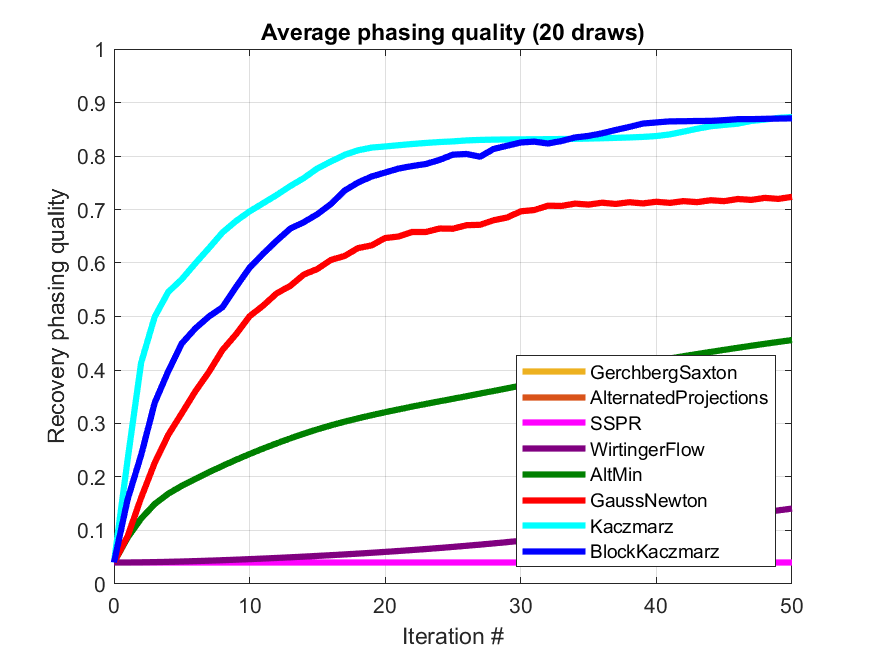 Average phasing quality (20 draws)
1
0.9
0.8
0.7
0.6
0.5
0.4
0.3
0.2
0.1
0
Recovery phasing quality
GerchbergSaxton
AlternatedProjections
SSPR
WirtingerFlow
AltMin
GaussNewton
Kaczmarz
BlockKaczmarz
0 10 20 30 40 50
Iteration #